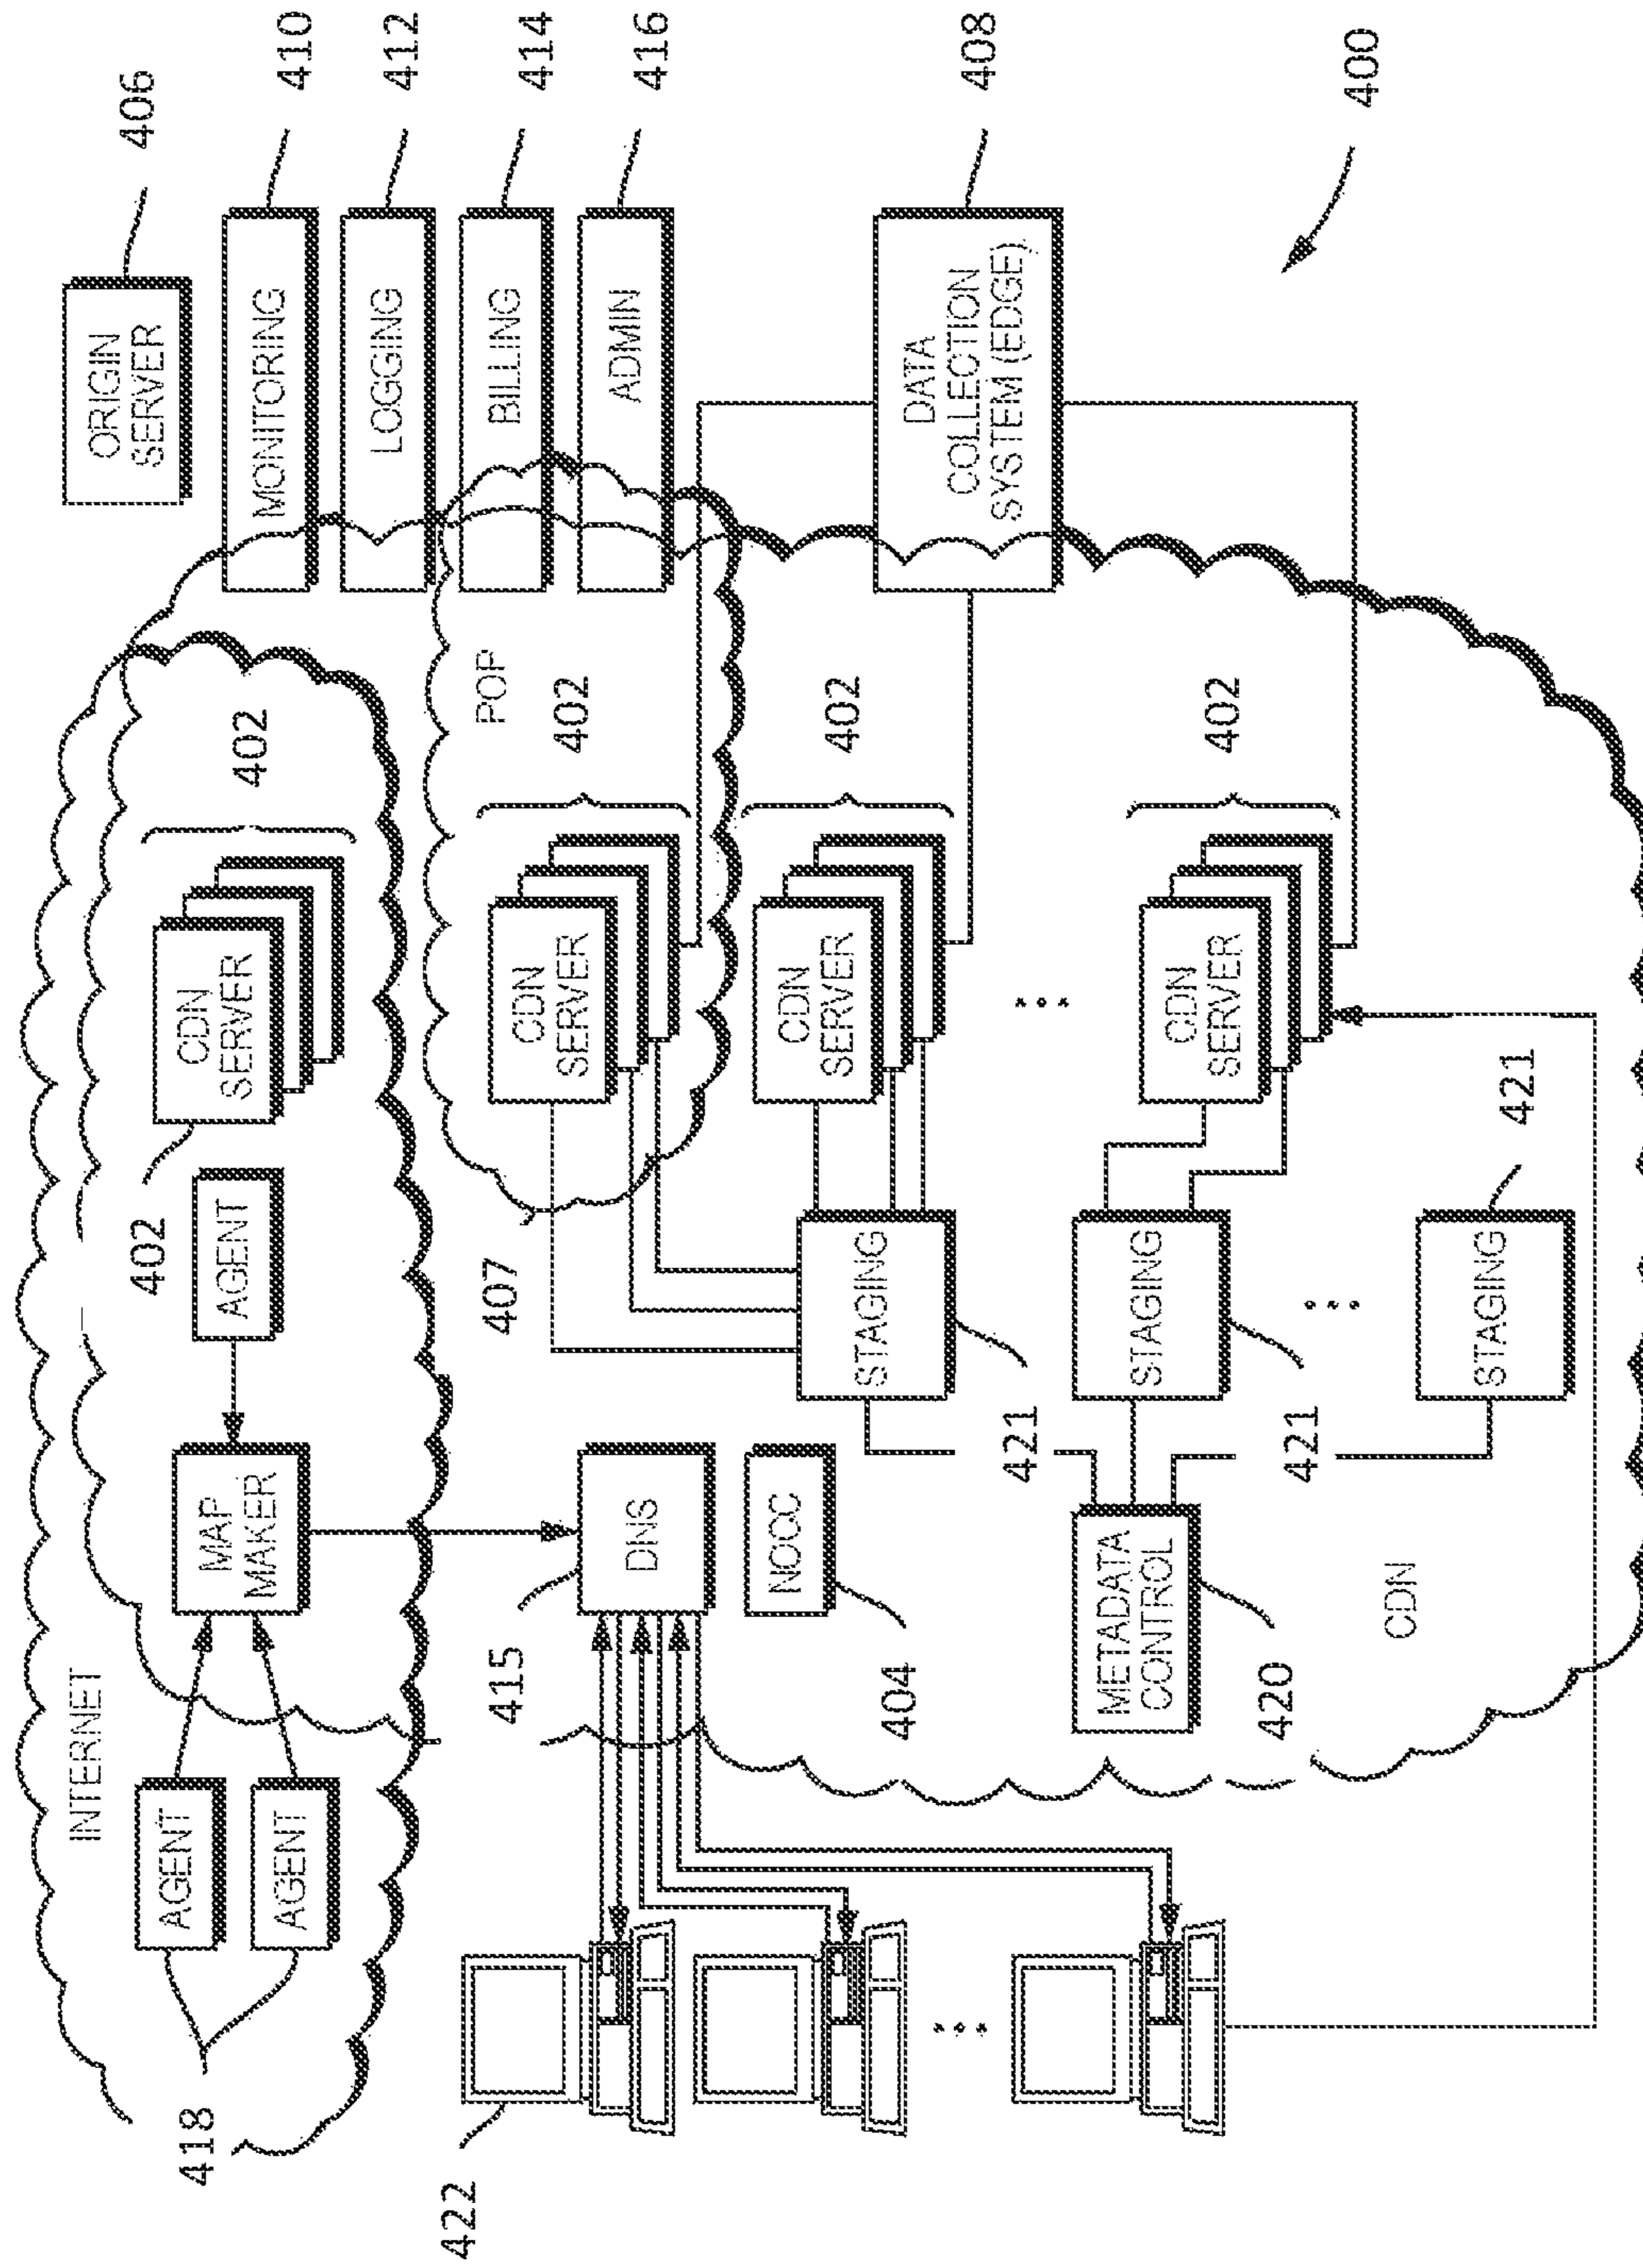 INTERNET
AGENT
AGENT
418
MAP
MAKER
AGENT
402
CDN
SERVER
402
ORIGIN
SERVER
406
MONITORING
410
LOGGING
412
BILLING
414
ADMIN
416
422
415
DNS
407
POP
CDN
SERVER
402
NOCC
404
STAGING
421
CDN
SERVER
402
DATA
COLLECTION
SYSTEM (EDGE)
408
METADATA
CONTROL
420
STAGING
421
CDN
SERVER
402
STAGING
421
CDN
400